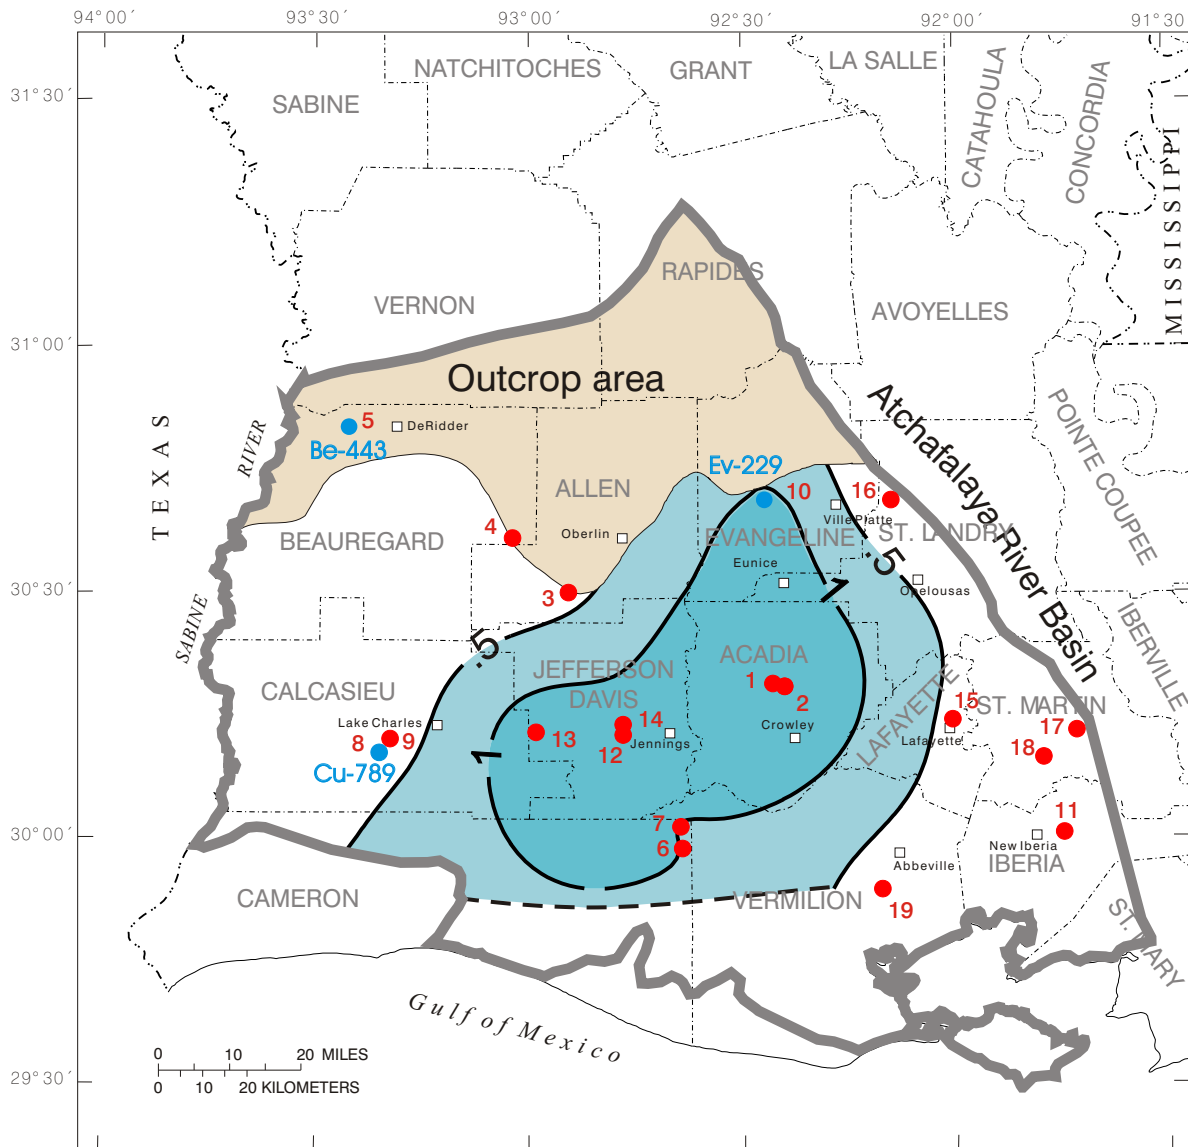 94°00´
93°30´
93°00´
92°30´
92°00´
91°30´
31°30´
31°00´
30°30´
30°00´
29°30´
NATCHITOCHES
GRANT
LA SALLE
SABINE
CATAHOULA
CONCORDIA
MISSISSIPPI
RAPIDES
VERNON
AVOYELLES
Outcrop area
Atchafalaya River Basin
POINTE COUPEE
TEXAS
RIVER
SABINE
5
DeRidder
Be-443
Ev-229
10
16
ALLEN
Ville Platte
4
Oberlin
EVANGELINE
ST. LANDRY
BEAUREGARD
Eunice
.5
1
Opelousas
3
IBERVILLE
.5
JEFFERSON
DAVIS
ACADIA
CALCASIEU
1
2
LAFAYETTE
15
ST. MARTIN
Lake Charles
14
Crowley
17
8
9
13
12
Jennings
Lafayette
18
Cu-789
1
7
6
11
New Iberia
IBERIA
Abbeville
CAMERON
VERMILION
19
ST. MARY
Gulf of Mexico
0 10 20 MILES
0 10 20 KILOMETERS